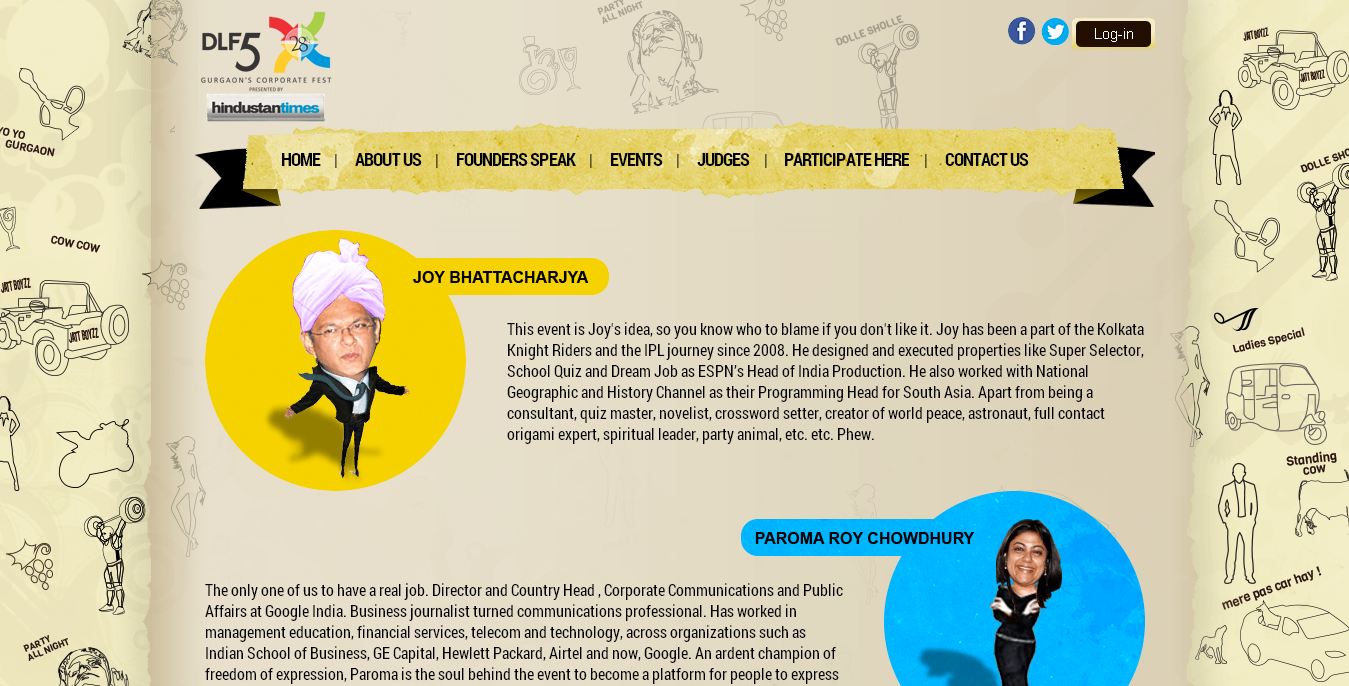 PARTY
ALL NIGHT
DOLLE SHOLLE
DLF5
28
GURGAON'S CORPORATE FEST
PRESENTED BY
hindustantimes
Log-in
JATT BOYZZ
JATT BOYZZ
YO YO
GURGAON
HOME | ABOUT US | FOUNDERS SPEAK | EVENTS | JUDGES | PARTICIPATE HERE | CONTACT US
DOLLE SHOLLE
COW COW
JATT BOYZZ
JATT BOYZZ
JOY BHATTACHARJYA
This event is Joy's idea, so you know who to blame if you don't like it. Joy has been a part of the Kolkata
Knight Riders and the IPL journey since 2008. He designed and executed properties like Super Selector,
School Quiz and Dream Job as ESPN's Head of India Production. He also worked with National
Geographic and History Channel as their Programming Head for South Asia. Apart from being a
consultant, quiz master, novelist, crossword setter, creator of world peace, astronaut, full contact
origami expert, spiritual leader, party animal, etc. etc. Phew.
Ladies Special
Standing
cow
PAROMA ROY CHOWDHURY
mere pas car hay !
The only one of us to have a real job. Director and Country Head , Corporate Communications and Public
Affairs at Google India. Business journalist turned communications professional. Has worked in
management education, financial services, telecom and technology, across organizations such as
Indian School of Business, GE Capital, Hewlett Packard, Airtel and now, Google. An ardent champion of
freedom of expression, Paroma is the soul behind the event to become a platform for people to express
PARTY
ALL NIGHT